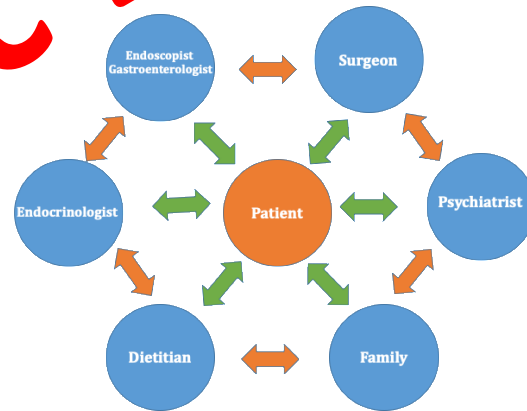 Endoscopist
Gastroenterologist
Surgeon
Endocrinologist
Patient
Psychiatrist
Dietitian
Family